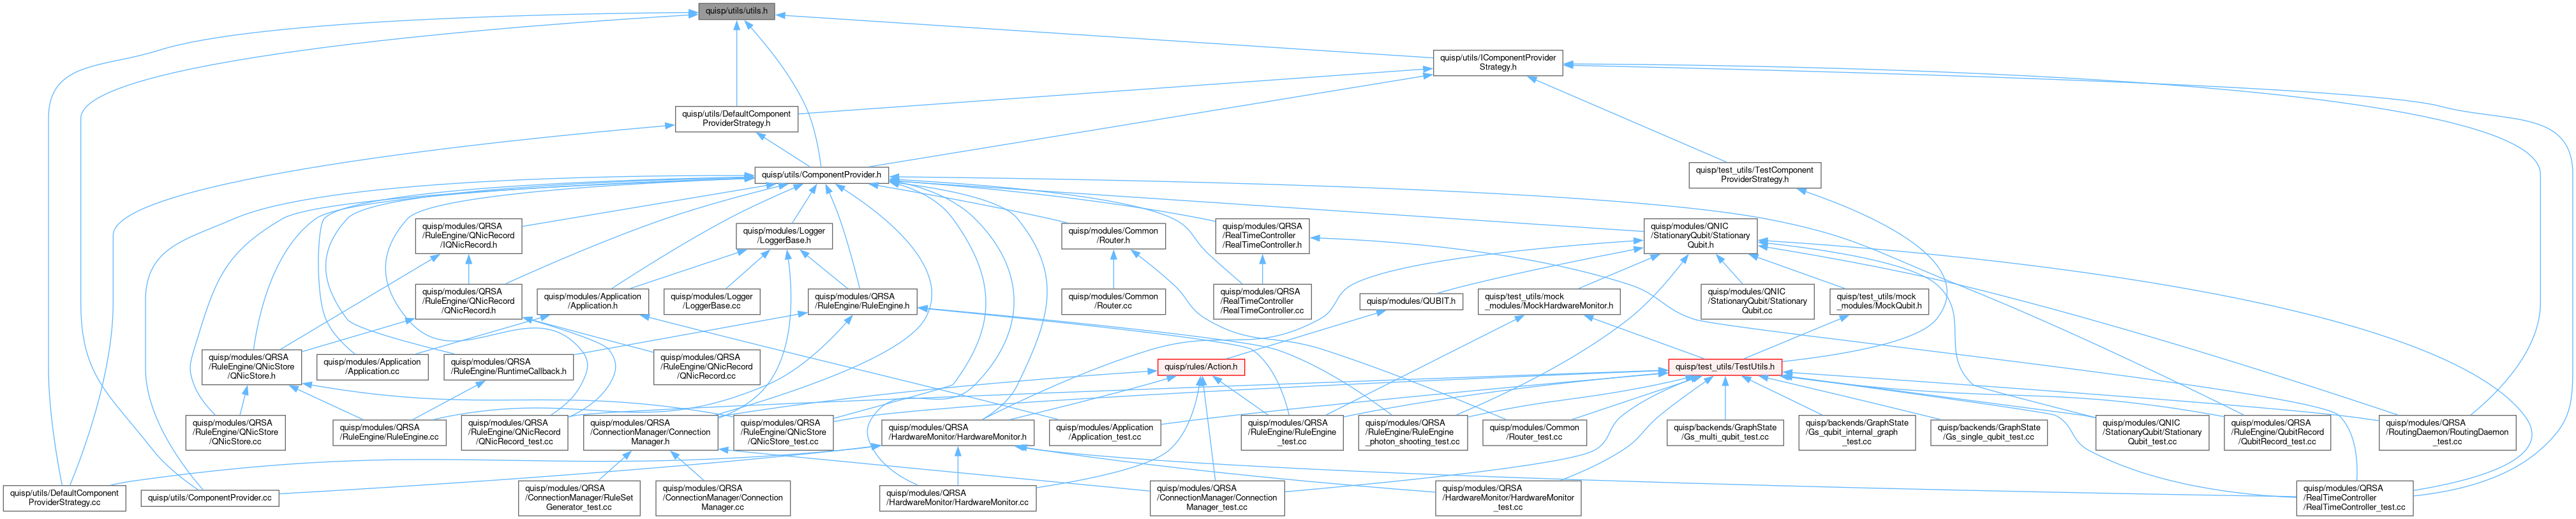 quisp/utils/utils.h
quisp/utils/IComponentProvider
Strategy.h
quisp/utils/DefaultComponent
ProviderStrategy.h
quisp/utils/ComponentProvider.h
quisp/test_utils/TestComponent
ProviderStrategy.h
quisp/modules/QRSA
/RuleEngine/QNicRecord
/IQNicRecord.h
quisp/modules/Logger
/LoggerBase.h
quisp/modules/Common
/Router.h
quisp/modules/QRSA
/RealTimeController
/RealTimeController.h
quisp/modules/QNIC
/StationaryQubit/Stationary
Qubit.h
quisp/modules/QRSA
/RuleEngine/QNicRecord
/QNicRecord.h
quisp/modules/Application
/Application.h
quisp/modules/Logger
/LoggerBase.cc
quisp/modules/QRSA
/RuleEngine/RuleEngine.h
quisp/modules/Common
/Router.cc
quisp/modules/QRSA
/RealTimeController
/RealTimeController.cc
quisp/modules/QUBIT.h
quisp/test_utils/mock
_modules/MockHardwareMonitor.h
quisp/modules/QNIC
/StationaryQubit/Stationary
Qubit.cc
quisp/test_utils/mock
_modules/MockQubit.h
quisp/modules/QRSA
/RuleEngine/QNicStore
/QNicStore.h
quisp/modules/Application
/Application.cc
quisp/modules/QRSA
/RuleEngine/RuntimeCallback.h
quisp/modules/QRSA
/RuleEngine/QNicRecord
/QNicRecord.cc
quisp/rules/Action.h
quisp/test_utils/TestUtils.h
quisp/modules/QRSA
/RuleEngine/QNicStore
/QNicStore.cc
quisp/modules/QRSA
/RuleEngine/RuleEngine.cc
quisp/modules/QRSA
/RuleEngine/QNicRecord
/QNicRecord_test.cc
quisp/modules/QRSA
/ConnectionManager/Connection
Manager.h
quisp/modules/QRSA
/RuleEngine/QNicStore
/QNicStore_test.cc
quisp/modules/QRSA
/HardwareMonitor/HardwareMonitor.h
quisp/modules/Application
/Application_test.cc
quisp/modules/QRSA
/RuleEngine/RuleEngine
_test.cc
quisp/modules/QRSA
/RuleEngine/RuleEngine
_photon_shooting_test.cc
quisp/modules/Common
/Router_test.cc
quisp/backends/GraphState
/Gs_multi_qubit_test.cc
quisp/backends/GraphState
/Gs_qubit_internal_graph
_test.cc
quisp/backends/GraphState
/Gs_single_qubit_test.cc
quisp/modules/QNIC
/StationaryQubit/Stationary
Qubit_test.cc
quisp/modules/QRSA
/RuleEngine/QubitRecord
/QubitRecord_test.cc
quisp/modules/QRSA
/RoutingDaemon/RoutingDaemon
_test.cc
quisp/utils/DefaultComponent
ProviderStrategy.cc
quisp/utils/ComponentProvider.cc
quisp/modules/QRSA
/ConnectionManager/RuleSet
Generator_test.cc
quisp/modules/QRSA
/ConnectionManager/Connection
Manager.cc
quisp/modules/QRSA
/HardwareMonitor/HardwareMonitor.cc
quisp/modules/QRSA
/ConnectionManager/Connection
Manager_test.cc
quisp/modules/QRSA
/HardwareMonitor/HardwareMonitor
_test.cc
quisp/modules/QRSA
/RealTimeController
/RealTimeController_test.cc